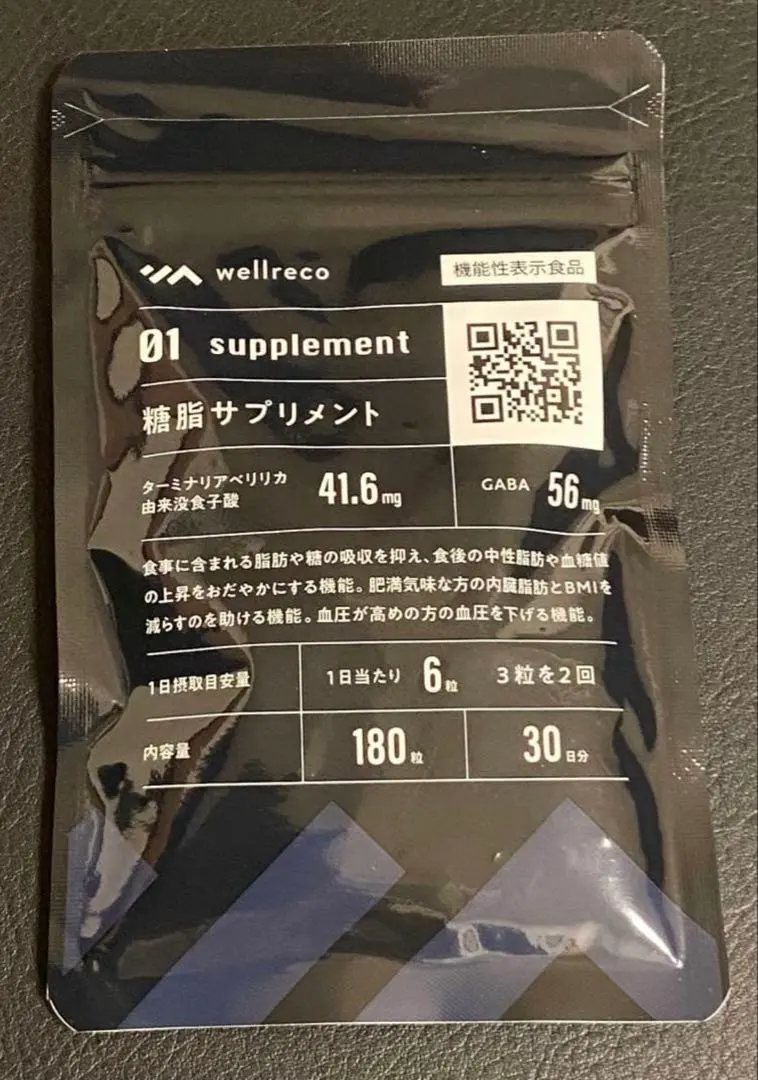 wellreco
機能性表示食品
01 supplement
糖脂サプリメント
ターミナリアベリリカ
由来没食子酸
41.6mg
GABA 56mg
食事に含まれる脂肪や糖の吸収を抑え、食後の中性脂肪や血糖値
の上昇をおだやかにする機能。肥満気味な方の内臓脂肪とBMIを
減らすのを助ける機能。血圧が高めの方の血圧を下げる機能。
1日摂取目安量
1日当たり 6粒 3粒を2回
内容量
180粒
30日分